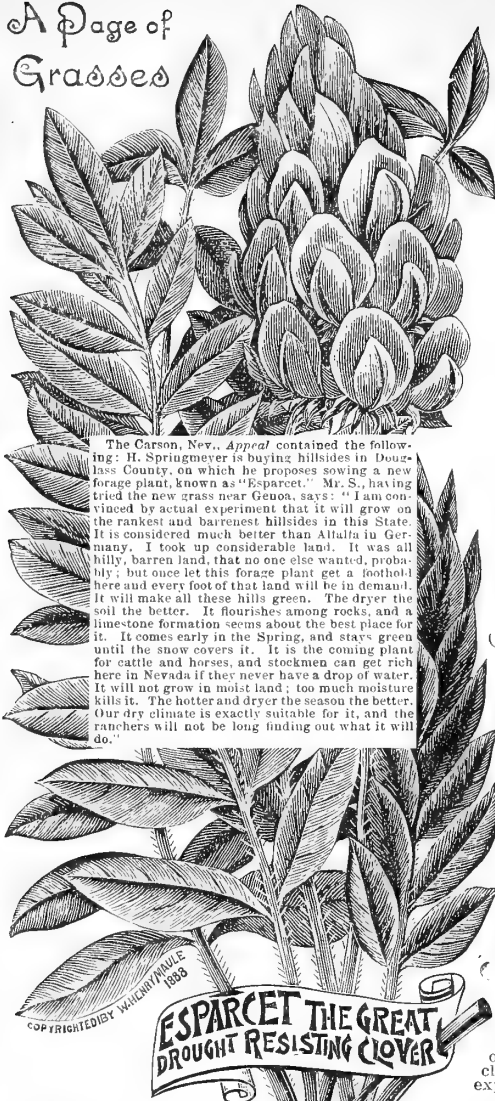 A Page of
Grasses
The Carson, Nev., Appeal contained the follow-
ing: H. Springmeyer is buying hillsides in Doug-
lass County, on which he proposes sowing a new
forage plant, known as "Esparcet." Mr. S., having
tried the new grass near Genoa, says: "I am con-
vinced by actual experiment that it will grow on
the rankest and barrenest hillsides in this State.
It is considered much better than Alfalfa in Ger-
many. I took up considerable land. It was all
hilly, barren land, that no one else wanted, proba-
bly; but once let this forage plant get a foothold
here and every foot of that land will be in demand.
It will make all these hills green. The dryer the
soil the better. It flourishes among rocks, and a
limestone formation seems about the best place for
it. It comes early in the Spring, and stays green
until the snow covers it. It is the coming plant
for cattle and horses, and stockmen can get rich
here in Nevada if they never have a drop of water.
It will not grow in moist land; too much moisture
kills it. The hotter and dryer the season the better.
Our dry climate is exactly suitable for it, and the
ranchers will not be long finding out what it will
do."
COPYRIGHTED BY W. HENRY MAULE
1888
ESPARCET THE GREAT
DROUGHT RESISTING CLOVER
cl
exp